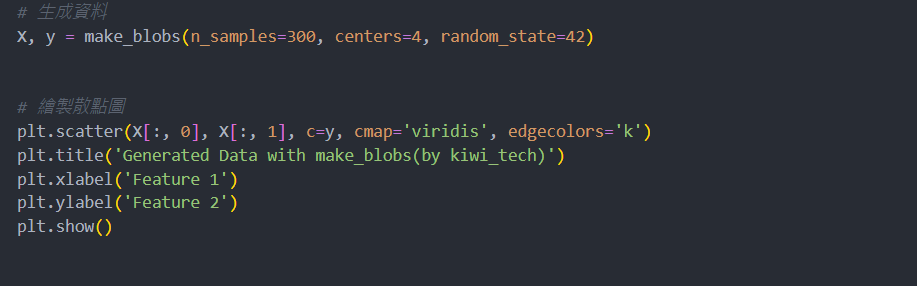 # 生成資料
X, y = make_blobs(n_samples=300, centers=4, random_state=42)
# 繪製散點圖
plt.scatter(X[:, 0], X[:, 1], c=y, cmap='viridis', edgecolors='k')
plt.title('Generated Data with make_blobs(by kiwi_tech)')
plt.xlabel('Feature 1')
plt.ylabel('Feature 2')
plt.show()